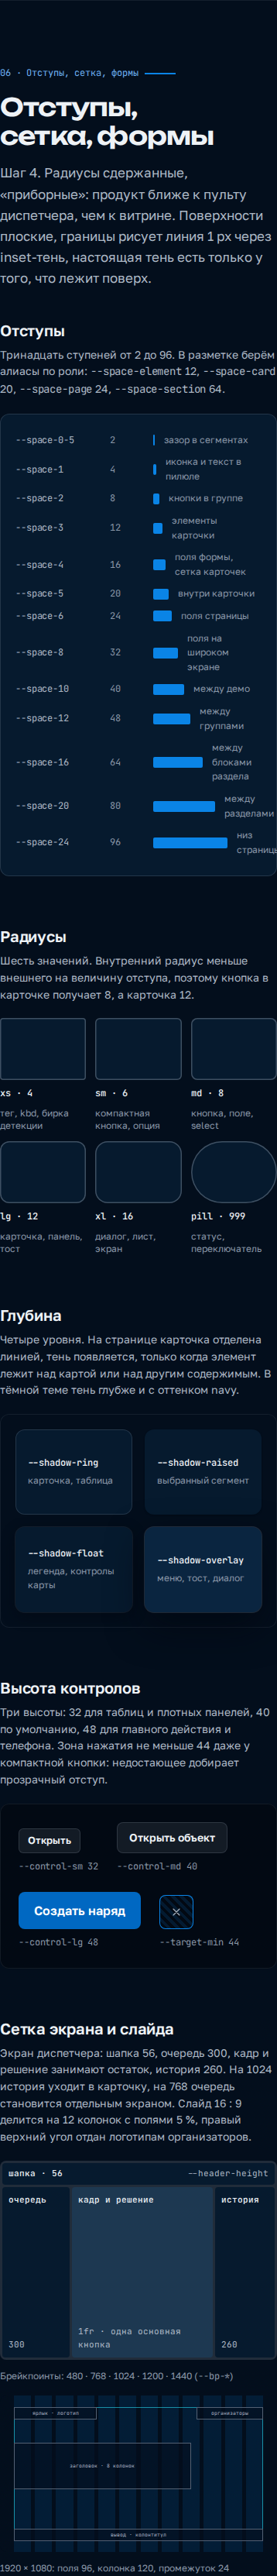 06 · Отступы, сетка, формы
Отступы,
сетка, формы
Шаг 4. Радиусы сдержанные,
«приборные»: продукт ближе к пульту
диспетчера, чем к витрине. Поверхности
плоские, границы рисует линия 1 px через
inset-тень, настоящая тень есть только у
того, что лежит поверх.
Отступы
Тринадцать ступеней от 2 до 96. В разметке берём
алиасы по роли: --space-element 12, --space-card
20, --space-page 24, --space-section 64.
--space-0-5 2 зазор в сегментах
--space-1 4 иконка и текст в
пилюле
--space-2 8 кнопки в группе
--space-3 12 элементы
карточки
--space-4 16 поля формы,
сетка карточек
--space-5 20 внутри карточки
--space-6 24 поля страницы
--space-8 32 поля на
широком
экране
--space-10 40 между демо
--space-12 48 между
группами
--space-16 64 между
блоками
раздела
--space-20 80 между
разделами
--space-24 96 низ
страницы
Радиусы
Шесть значений. Внутренний радиус меньше
внешнего на величину отступа, поэтому кнопка в
карточке получает 8, а карточка 12.
xs · 4 sm · 6 md · 8
тег, kbd, бирка компактная кнопка, поле,
детекции кнопка, опция select
lg · 12 xl · 16 pill · 999
карточка, панель, диалог, лист, статус,
тост экран переключатель
Глубина
Четыре уровня. На странице карточка отделена
линией, тень появляется, только когда элемент
лежит над картой или над другим содержимым. В
тёмной теме тень глубже и с оттенком navy.
--shadow-ring --shadow-raised
карточка, таблица выбранный сегмент
--shadow-float --shadow-overlay
легенда, контролы меню, тост, диалог
карты
Высота контролов
Три высоты: 32 для таблиц и плотных панелей, 40
по умолчанию, 48 для главного действия и
телефона. Зона нажатия не меньше 44 даже у
компактной кнопки: недостающее добирает
прозрачный отступ.
Открыть Открыть объект
--control-sm 32 --control-md 40
Создать наряд
--control-lg 48 --target-min 44
Сетка экрана и слайда
Экран диспетчера: шапка 56, очередь 300, кадр и
решение занимают остаток, история 260. На 1024
история уходит в карточку, на 768 очередь
становится отдельным экраном. Слайд 16 : 9
делится на 12 колонок с полями 5 %, правый
верхний угол отдан логотипам организаторов.
шапка · 56 --header-height
очередь кадр и решение история
1fr · одна основная
300 кнопка 260
Брейкпоинты: 480 · 768 · 1024 · 1200 · 1440 (--bp-*)
ярлык · логотип организаторы
заголовок · 8 колонок
вывод · колонтитул
1920 × 1080: поля 96, колонка 120, промежуток 24